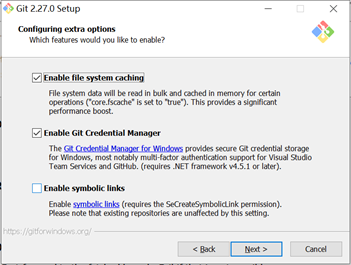 Git 2.27.0 Setup
Configuring extra options
Which features would you like to enable?
Enable file system caching
File system data will be read in bulk and cached in memory for certain
operations ("core.fscache" is set to "true"). This provides a significant
performance boost.
Enable Git Credential Manager
The Git Credential Manager for Windows provides secure Git credential storage
for Windows, most notably multi-factor authentication support for Visual Studio
Team Services and GitHub. (requires .NET framework v4.5.1 or later).
Enable symbolic links
Enable symbolic links (requires the SeCreateSymbolicLink permission).
Please note that existing repositories are unaffected by this setting.
https://gitforwindows.org/
< Back
Next >
Cancel